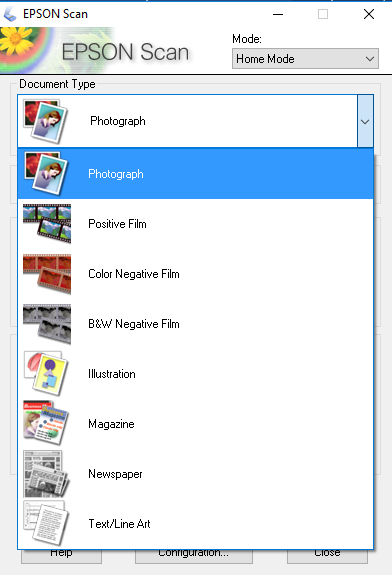 EPSON Scan
EPSON Scan
Mode:
Home Mode
Document Type
Photograph
Photograph
Positive Film
Color Negative Film
B&W Negative Film
Illustration
Magazine
Newspaper
Text/Line Art
Help
Configuration...
Close